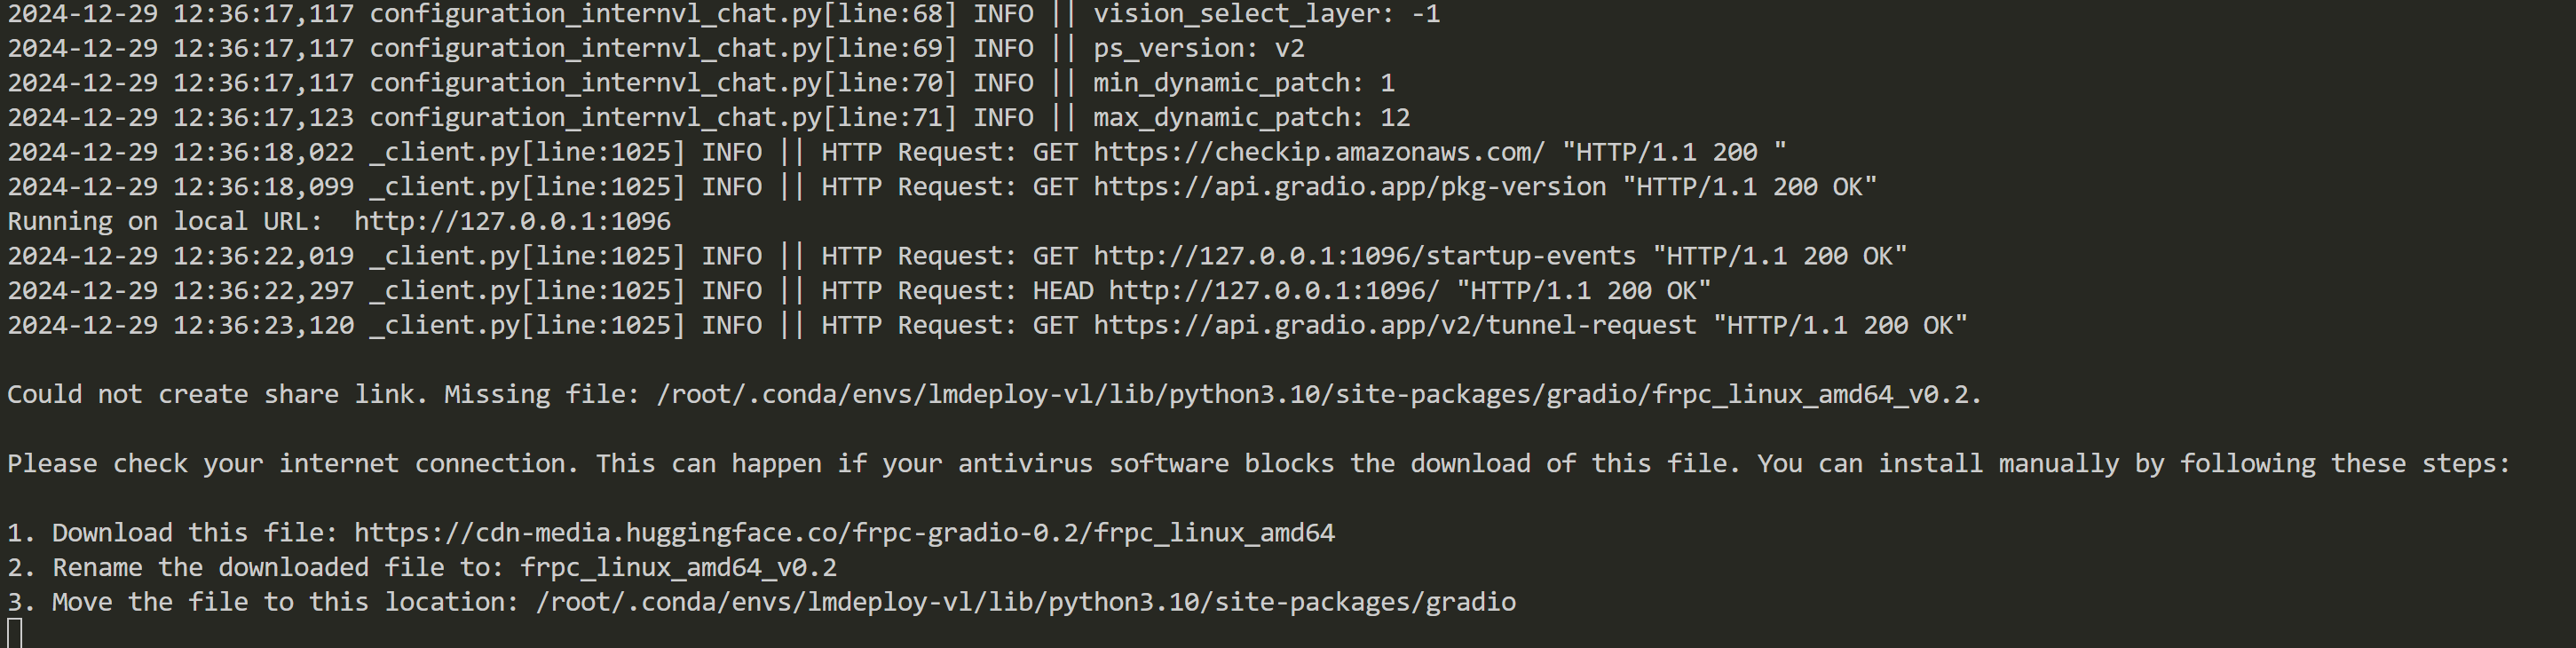 2024-12-29 12:36:17,117 configuration_internvl_chat.py[line:68] INFO || vision_select_layer: -1
2024-12-29 12:36:17,117 configuration_internvl_chat.py[line:69] INFO || ps_version: v2
2024-12-29 12:36:17,117 configuration_internvl_chat.py[line:70] INFO || min_dynamic_patch: 1
2024-12-29 12:36:17,123 configuration_internvl_chat.py[line:71] INFO || max_dynamic_patch: 12
2024-12-29 12:36:18,022 _client.py[line:1025] INFO || HTTP Request: GET https://checkip.amazonaws.com/ "HTTP/1.1 200 "
2024-12-29 12:36:18,099 _client.py[line:1025] INFO || HTTP Request: GET https://api.gradio.app/pkg-version "HTTP/1.1 200 OK"
Running on local URL:  http://127.0.0.1:1096
2024-12-29 12:36:22,019 _client.py[line:1025] INFO || HTTP Request: GET http://127.0.0.1:1096/startup-events "HTTP/1.1 200 OK"
2024-12-29 12:36:22,297 _client.py[line:1025] INFO || HTTP Request: HEAD http://127.0.0.1:1096/ "HTTP/1.1 200 OK"
2024-12-29 12:36:23,120 _client.py[line:1025] INFO || HTTP Request: GET https://api.gradio.app/v2/tunnel-request "HTTP/1.1 200 OK"
Could not create share link. Missing file: /root/.conda/envs/lmdeploy-vl/lib/python3.10/site-packages/gradio/frpc_linux_amd64_v0.2.
Please check your internet connection. This can happen if your antivirus software blocks the download of this file. You can install manually by following these steps:
1. Download this file: https://cdn-media.huggingface.co/frpc-gradio-0.2/frpc_linux_amd64
2. Rename the downloaded file to: frpc_linux_amd64_v0.2
3. Move the file to this location: /root/.conda/envs/lmdeploy-vl/lib/python3.10/site-packages/gradio